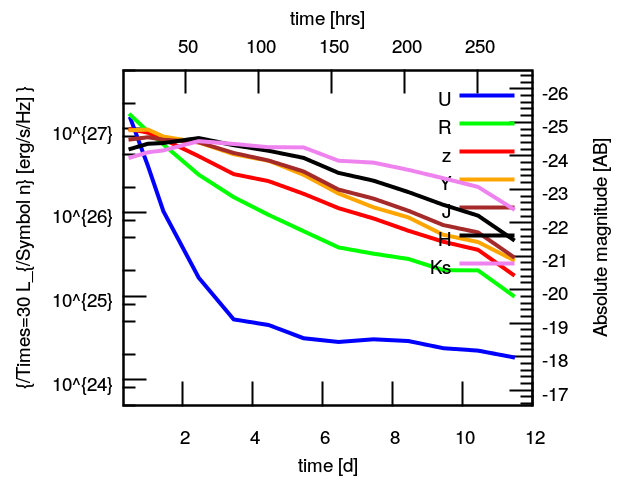 time [hrs]
50 100 150 200 250
{/Times=30 L_{/Symbol n} [erg/s/Hz] }
10^{27}
10^{26}
10^{25}
10^{24}
U
R
z
Y
J
H
Ks
-26
-25
-24
-23
-22
-21
-20
-19
-18
-17
Absolute magnitude [AB]
2 4 6 8 10 12
time [d]